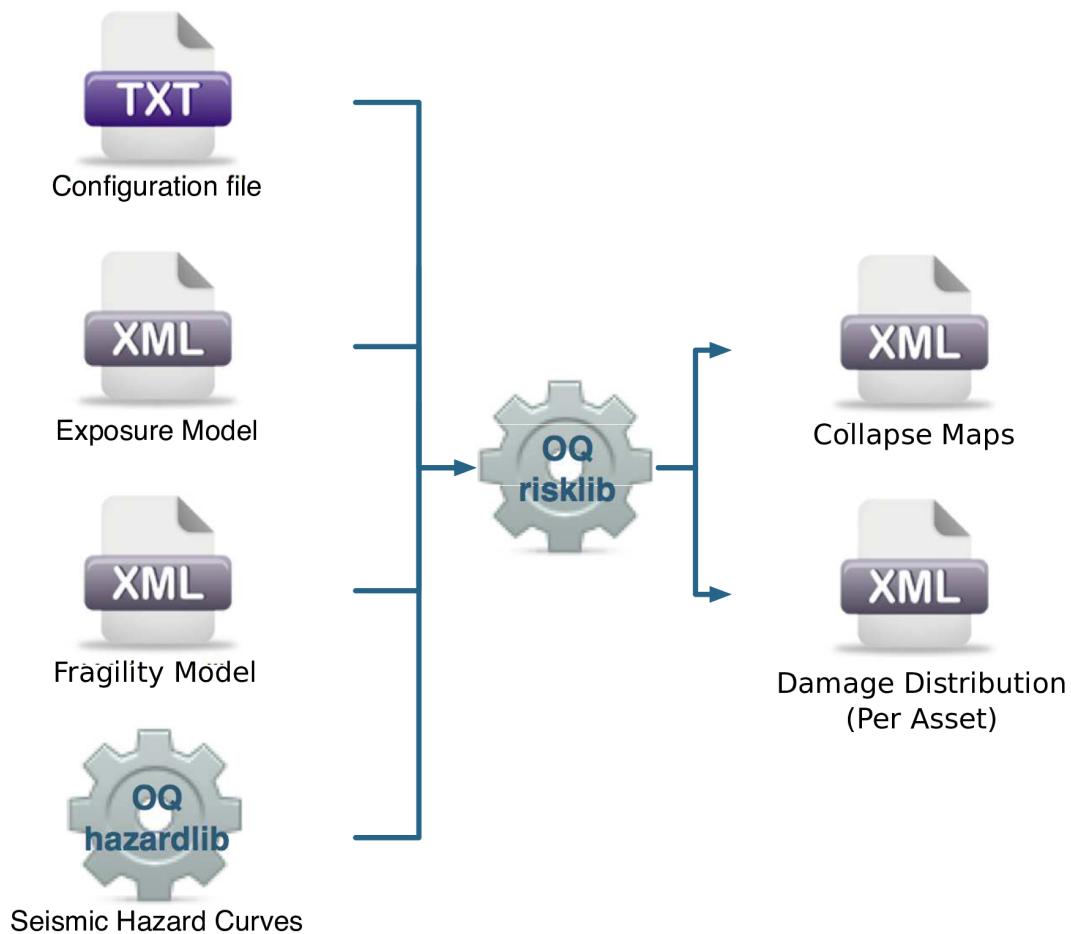 TXT
Configuration file
XML
Exposure Model
XML
Fragility Model
OQ
hazardlib
Seismic Hazard Curves
OQ
risklib
XML
Collapse Maps
XML
Damage Distribution
(Per Asset)